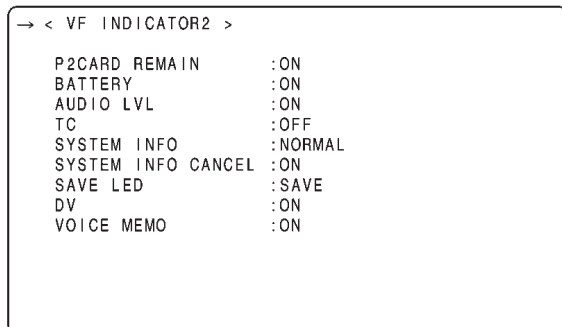 → < VF INDICATOR2 >
P2CARD REMAIN :ON
BATTERY :ON
AUDIO LVL :ON
TC :OFF
SYSTEM INFO :NORMAL
SYSTEM INFO CANCEL :ON
SAVE LED :SAVE
DV :ON
VOICE MEMO :ON